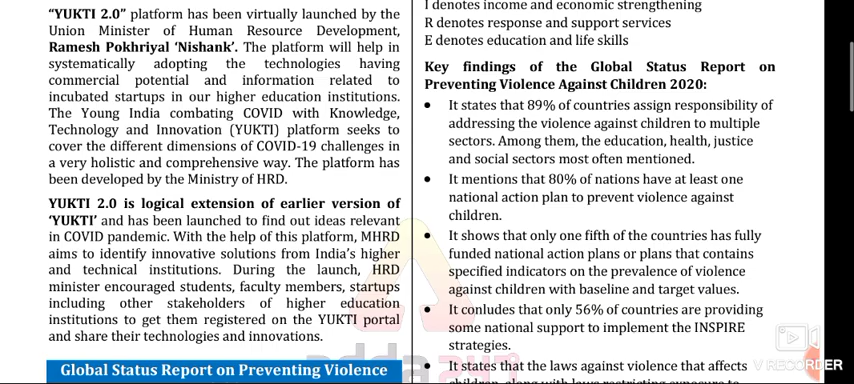 “YUKTI 2.0” platform has been virtually launched by the
Union Minister of Human Resource Development,
Ramesh Pokhriyal ‘Nishank’. The platform will help in
systematically adopting the technologies having
commercial potential and information related to
incubated startups in our higher education institutions.
The Young India combating COVID with Knowledge,
Technology and Innovation (YUKTI) platform seeks to
cover the different dimensions of COVID-19 challenges in
a very holistic and comprehensive way. The platform has
been developed by the Ministry of HRD.
YUKTI 2.0 is logical extension of earlier version of
‘YUKTI’ and has been launched to find out ideas relevant
in COVID pandemic. With the help of this platform, MHRD
aims to identify innovative solutions from India’s higher
and technical institutions. During the launch, HRD
minister encouraged students, faculty members, startups
including other stakeholders of higher education
institutions to get them registered on the YUKTI portal
and share their technologies and innovations.
Global Status Report on Preventing Violence
I denotes income and economic strengthening
R denotes response and support services
E denotes education and life skills
Key findings of the Global Status Report on
Preventing Violence Against Children 2020:
• It states that 89% of countries assign responsibility of
addressing the violence against children to multiple
sectors. Among them, the education, health, justice
and social sectors most often mentioned.
• It mentions that 80% of nations have at least one
national action plan to prevent violence against
children.
• It shows that only one fifth of the countries has fully
funded national action plans or plans that contains
specified indicators on the prevalence of violence
against children with baseline and target values.
• It conludes that only 56% of countries are providing
some national support to implement the INSPIRE
strategies.
• It states that the laws against violence that affects
children, along with laws restricting exposure to
V RECORDER